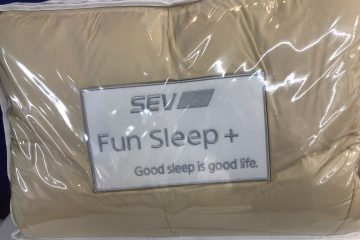 SEV
Fun Sleep +
Good sleep is good life.